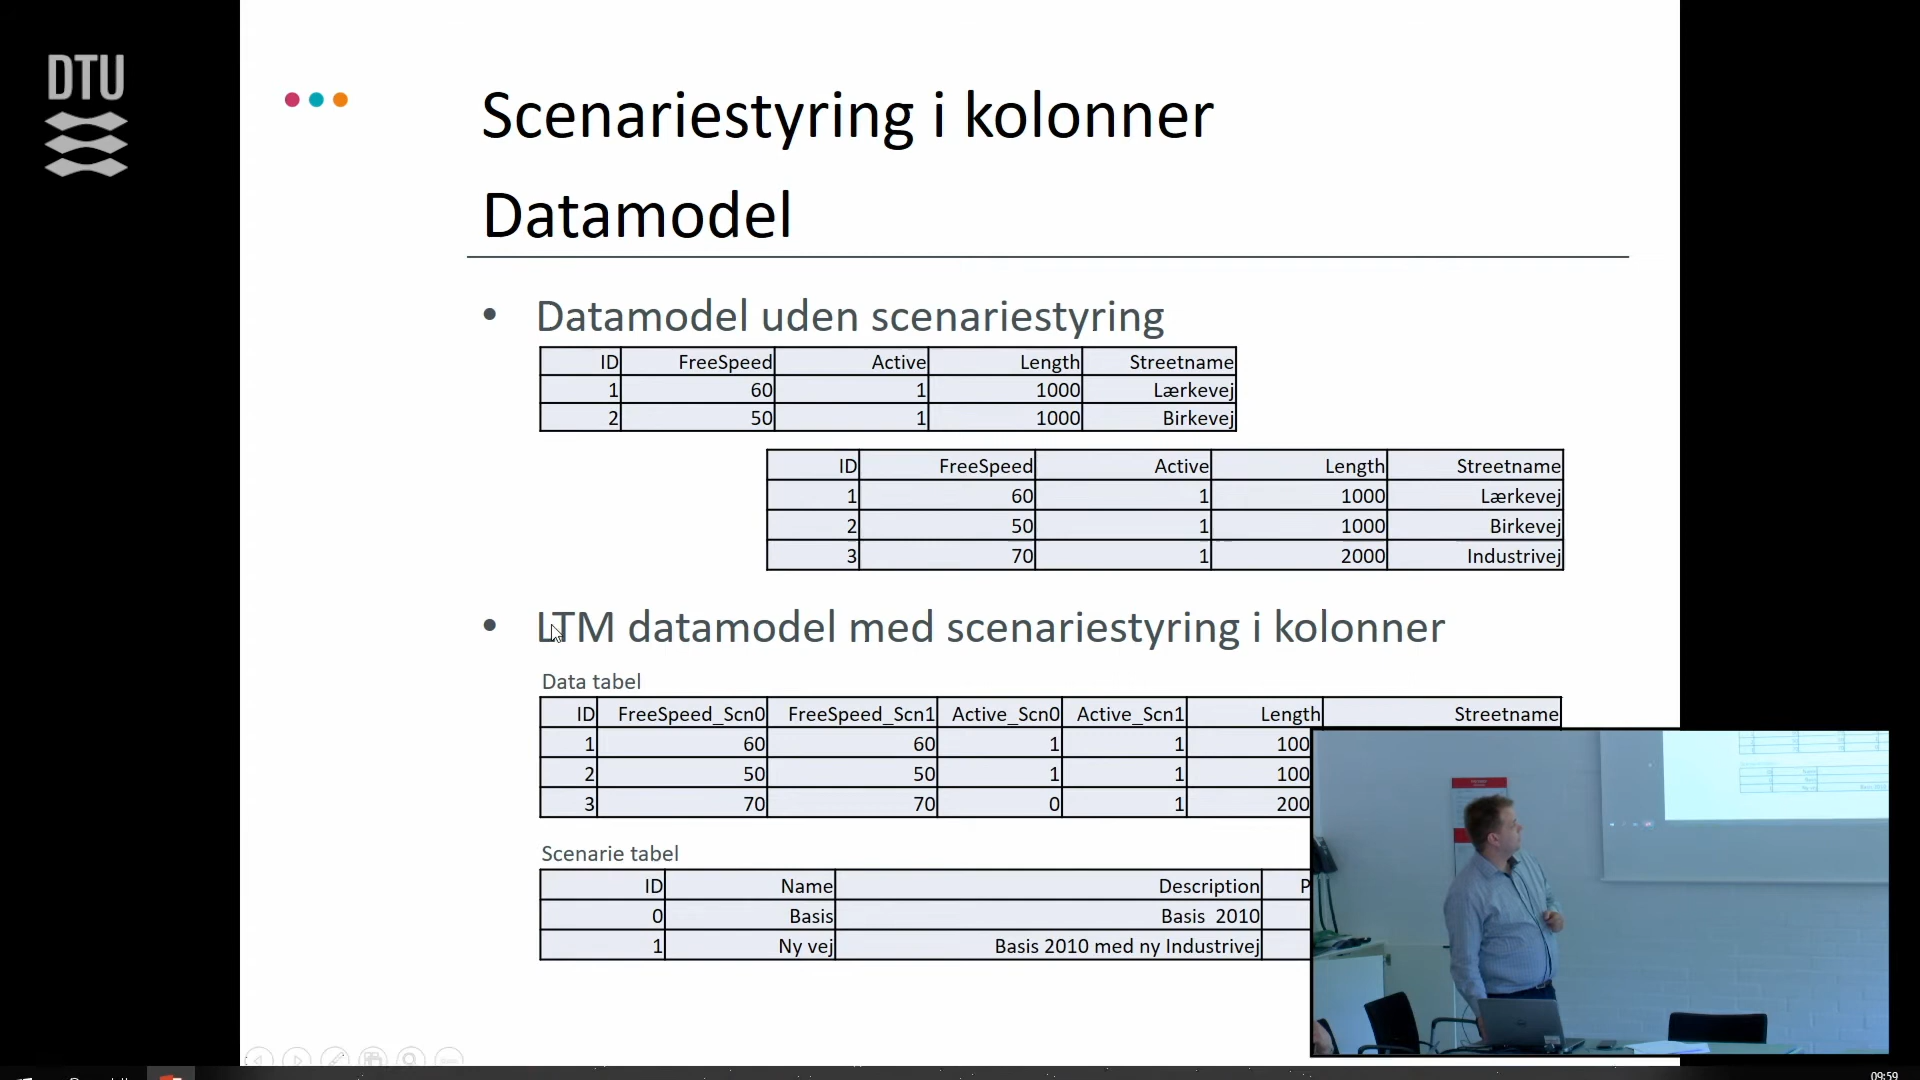 DTU
Scenariestyring i kolonner
Datamodel
• Datamodel uden scenariestyring
ID FreeSpeed Active Length Streetname
1 60 1 1000 Lærkevej
2 50 1 1000 Birkevej
ID FreeSpeed Active Length Streetname
1 60 1 1000 Lærkevej
2 50 1 1000 Birkevej
3 70 1 2000 Industrivej
• LTM datamodel med scenariestyring i kolonner
Data tabel
ID FreeSpeed_Scn0 FreeSpeed_Scn1 Active_Scn0 Active_Scn1 Length Streetname
1 60 60 1 1 100
2 50 50 1 1 100
3 70 70 0 1 200
Scenarie tabel
ID Name Description P
0 Basis Basis 2010
1 Ny vej Basis 2010 med ny Industrivej
09:59